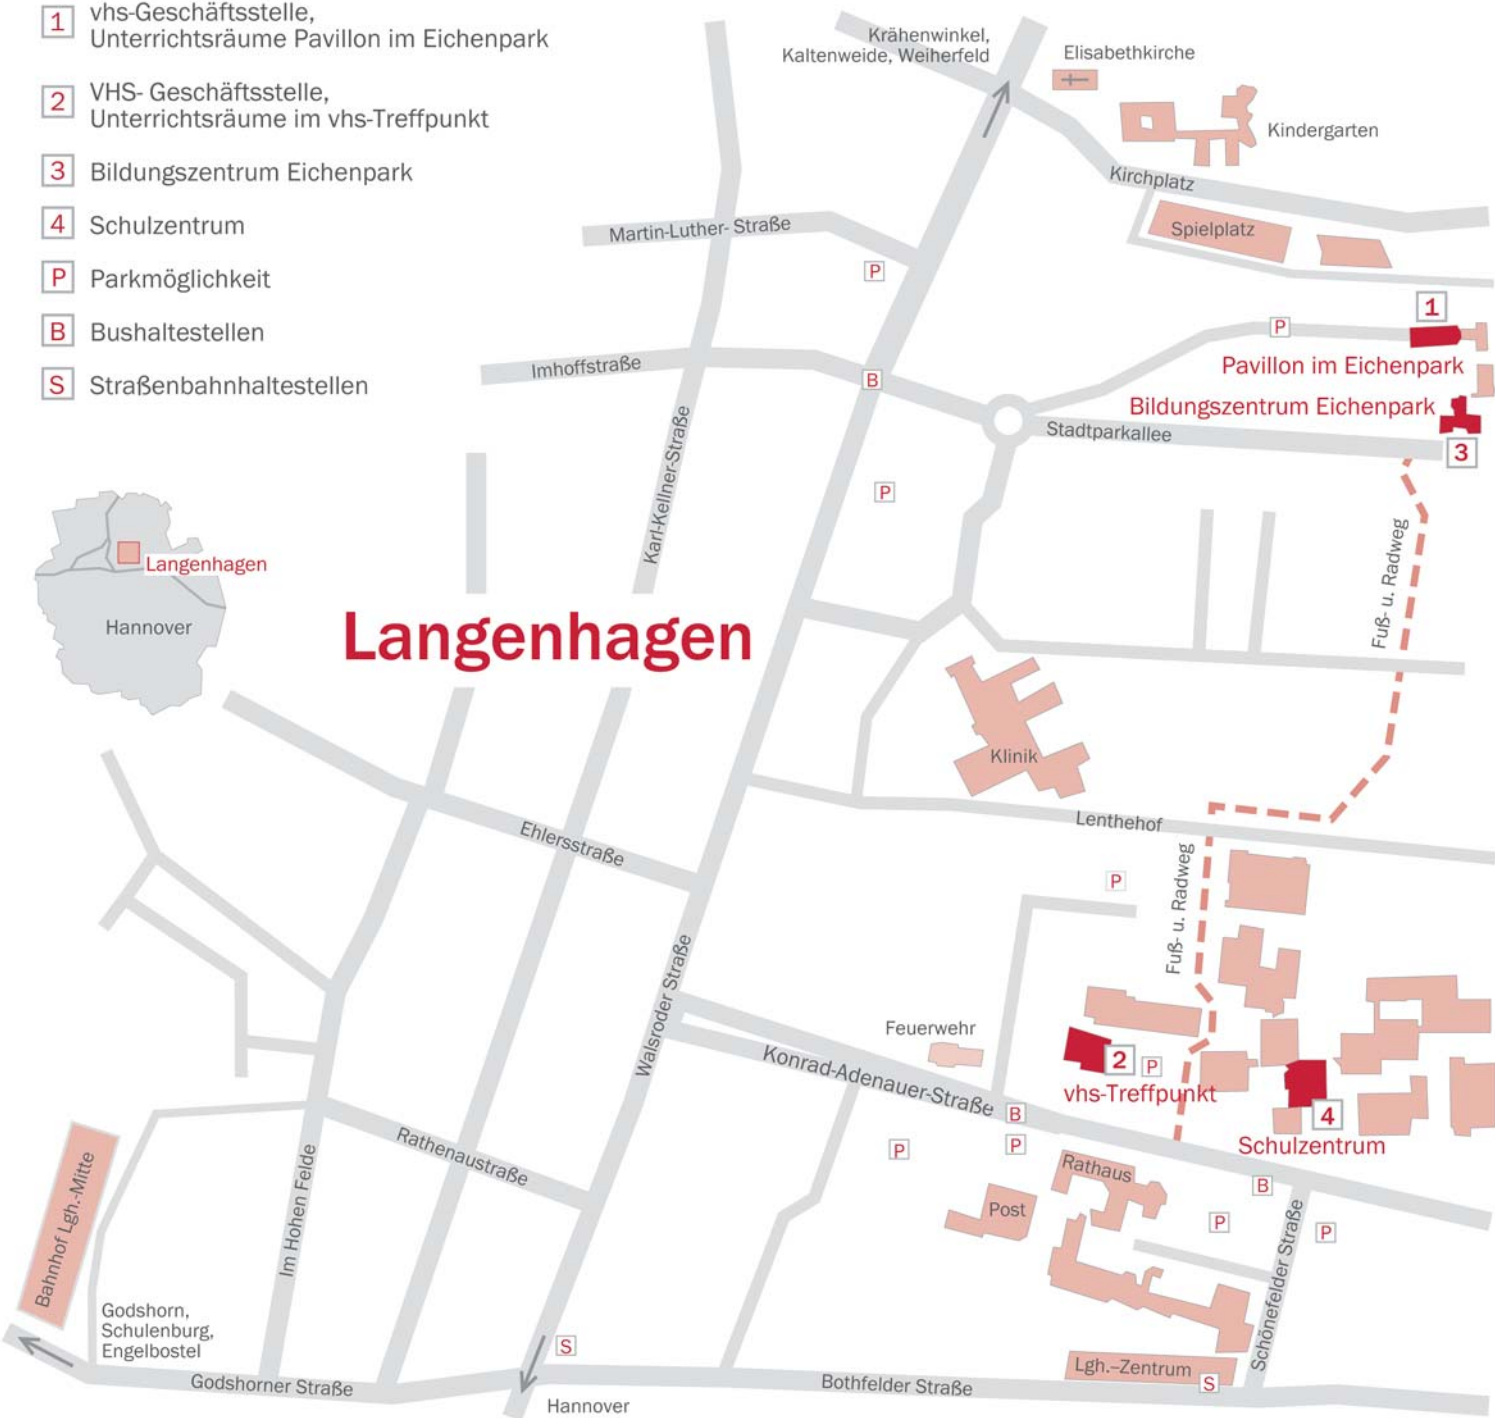 1 vhs-Geschäftsstelle,
Unterrichtsräume Pavillon im Eichenpark
2 VHS- Geschäftsstelle,
Unterrichtsräume im vhs-Treffpunkt
3 Bildungszentrum Eichenpark
4 Schulzentrum
P Parkmöglichkeit
B Bushaltestellen
S Straßenbahnhaltestellen
Krähenwinkel,
Kaltenweide, Weiherfeld
Elisabethkirche
Kindergarten
Kirchplatz
Martin-Luther- Straße
Spielplatz
P
1
P
Pavillon im Eichenpark
Imhoffstraße
B
Bildungszentrum Eichenpark
Stadtparkallee
3
Karl-Kellner-Straße
P
Fuß- u. Radweg
Langenhagen
Hannover
Langenhagen
Klinik
Ehlersstraße
Lenthehof
P
Fuß- u. Radweg
Walsroder Straße
Feuerwehr
Konrad-Adenauer-Straße
2
P
vhs-Treffpunkt
B
4
Schulzentrum
P
P
Rathaus
B
Rathenaustraße
Post
P
P
Im Hohen Felde
Schönefelder Straße
Bahnhof Lgh.-Mitte
Godshorn,
Schulenburg,
Engelbostel
S
Lgh.–Zentrum
S
Godshorner Straße
Bothfelder Straße
Hannover